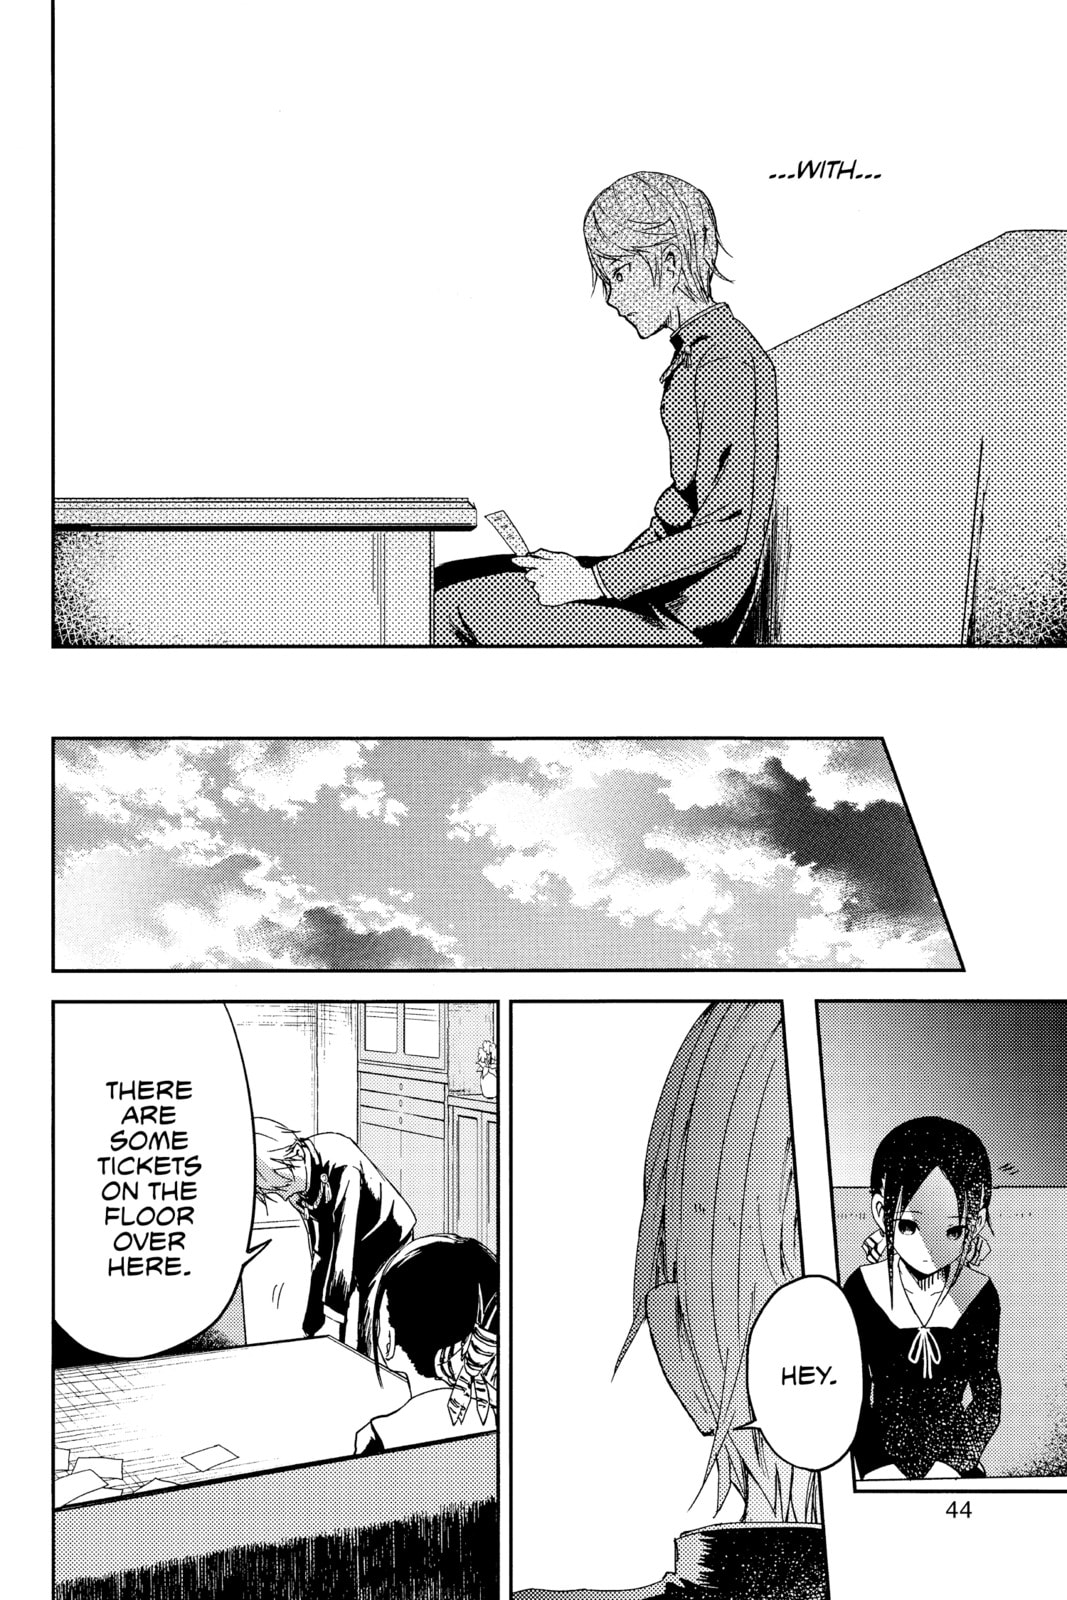 ...WITH...
HEY.
THERE
ARE
SOME
TICKETS
ON THE
FLOOR
OVER
HERE.
44